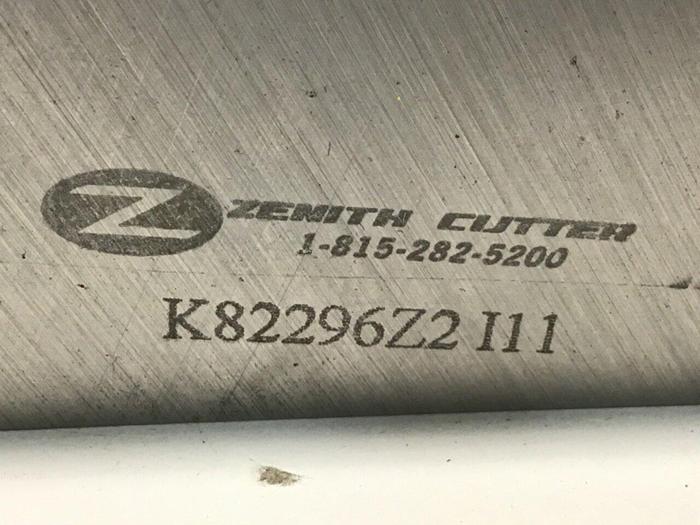 Z ZENITH CUTTER
1-815-282-5200
K82296Z2 I11